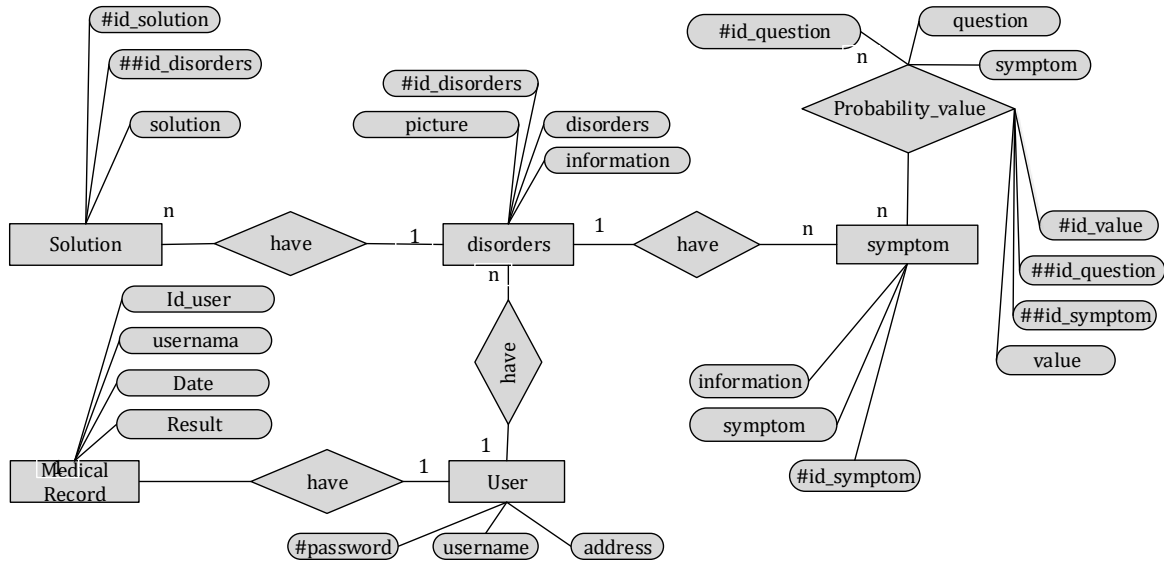 #id_solution
##id_disorders
solution
#id_disorders
picture
disorders
information
#id_question
question
symptom
n
Probability_value
n
#id_value
##id_question
##id_symptom
value
Solution
n
have
1
disorders
1
have
n
symptom
n
have
1
information
symptom
#id_symptom
Id_user
usernama
Date
Result
Medical
Record
1
have
1
User
#password
username
address